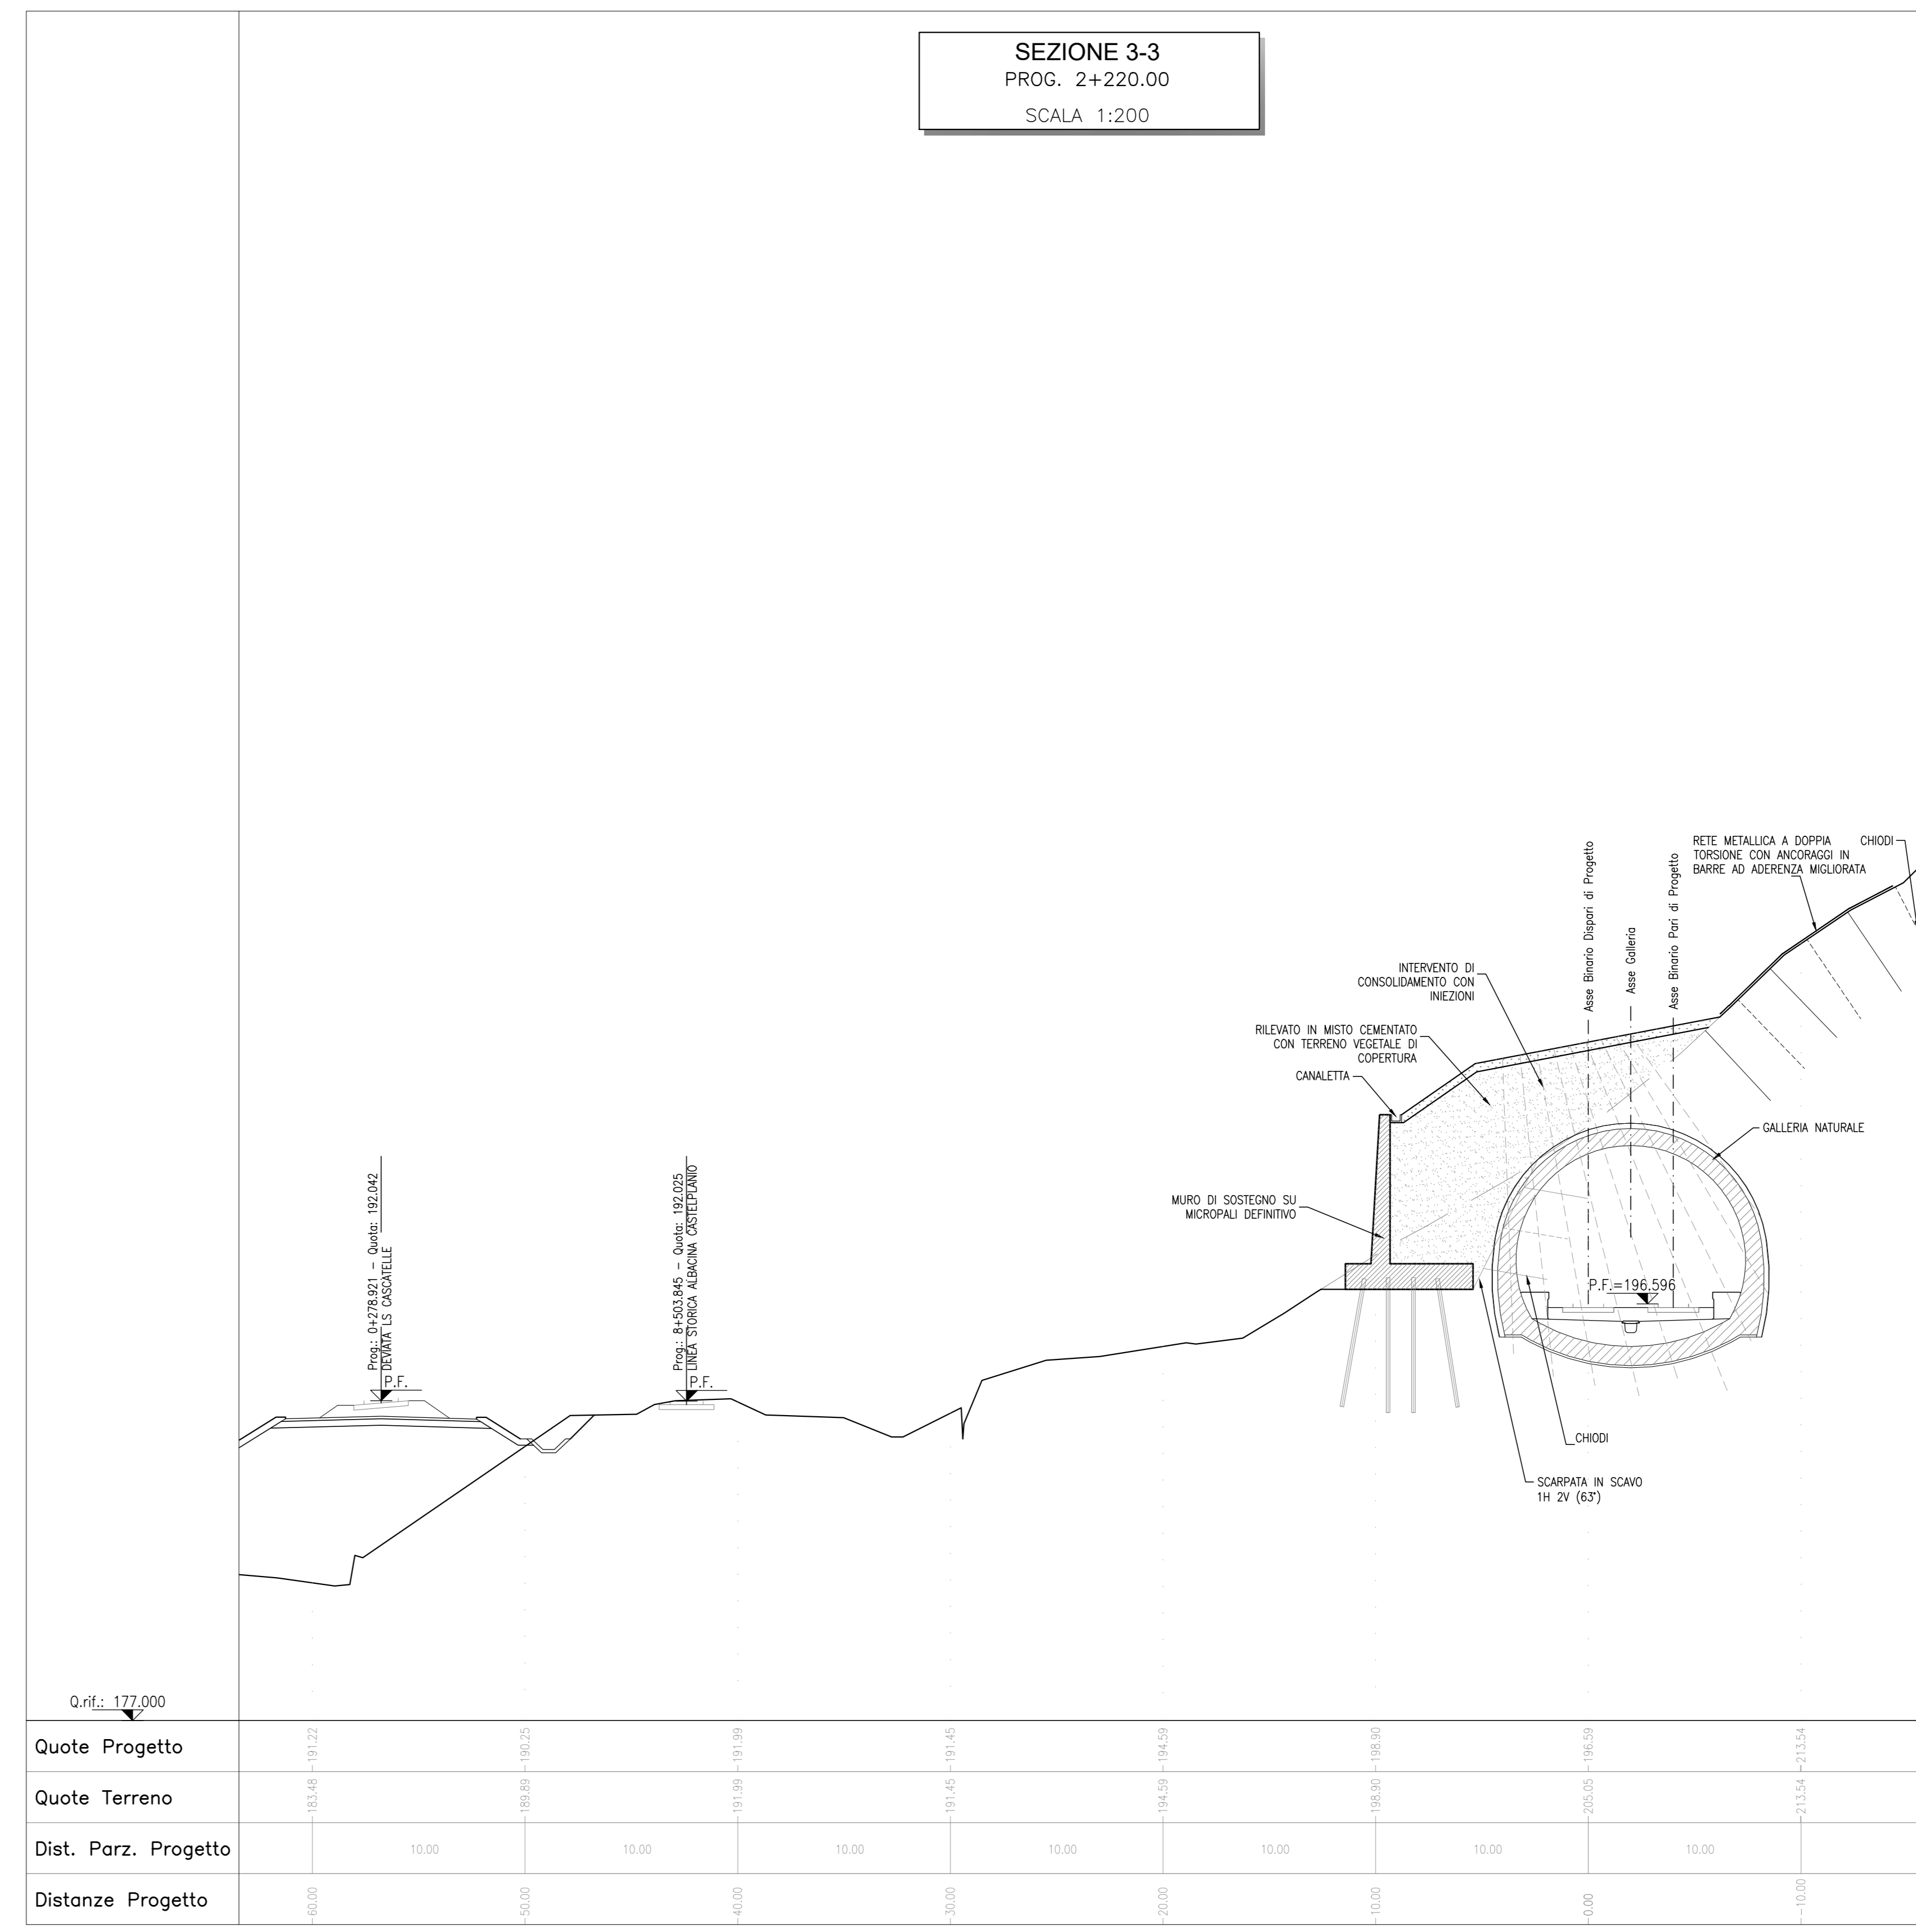 SEZIONE 3-3
PROG. 2+220.00
SCALA 1:200
RETE METALLICA A DOPPIA
TORSIONE CON ANCORAGGI IN
BARRE AD ADERENZA MIGLIORATA
CHIODI
Asse Binario Dispari di Progetto
Asse Galleria
Asse Binario Pari di Progetto
INTERVENTO DI
CONSOLIDAMENTO CON
INIEZIONI
RILEVATO IN MISTO CEMENTATO
CON TERRENO VEGETALE DI
COPERTURA
CANALETTA
GALLERIA NATURALE
MURO DI SOSTEGNO SU
MICROPALI DEFINITIVO
Prog.: 0+278.921 - Quota: 192.042
DEVIATA LS CASCATELLE
P.F.
Prog.: 8+503.845 - Quota: 192.025
LINEA STORICA ALBACINA CASTELPLANIO
P.F.
P.F.=196.596
CHIODI
SCARPATA IN SCAVO
1H 2V (63°)
Q.rif.: 177.000
Quote Progetto
191.22 190.25 191.99 191.45 194.59 198.90 196.59 213.54
Quote Terreno
183.48 189.89 191.99 191.45 194.59 198.90 205.05 213.54
Dist. Parz. Progetto
10.00 10.00 10.00 10.00 10.00 10.00 10.00
Distanze Progetto
60.00 50.00 40.00 30.00 20.00 10.00 0.00 -10.00